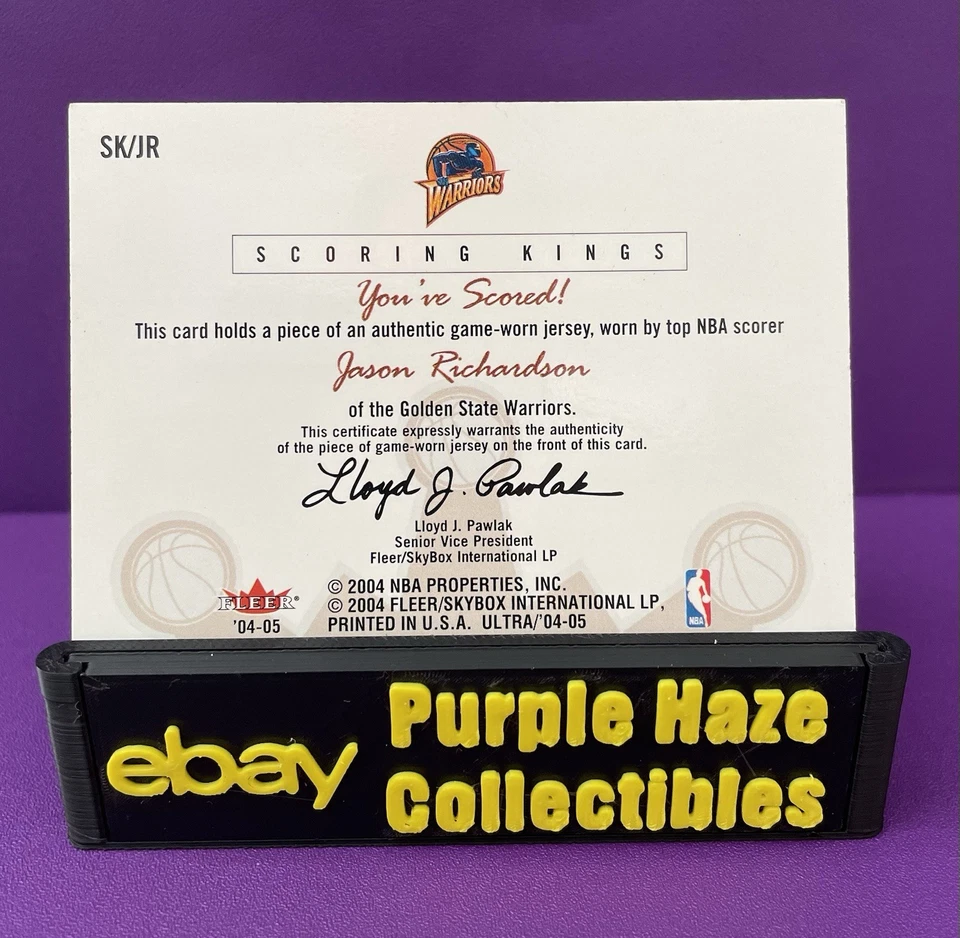 SK/JR
WARRIORS
SCORING KINGS
You've Scored!
This card holds a piece of an authentic game-worn jersey, worn by top NBA scorer
Jason Richardson
of the Golden State Warriors.
This certificate expressly warrants the authenticity
of the piece of game-worn jersey on the front of this card.
Lloyd J. Pawlak
Lloyd J. Pawlak
Senior Vice President
Fleer/SkyBox International LP
FLEER®
'04-05
© 2004 NBA PROPERTIES, INC.
© 2004 FLEER/SKYBOX INTERNATIONAL LP,
PRINTED IN U.S.A. ULTRA/'04-05
NBA
ebay
Purple Haze
Collectibles